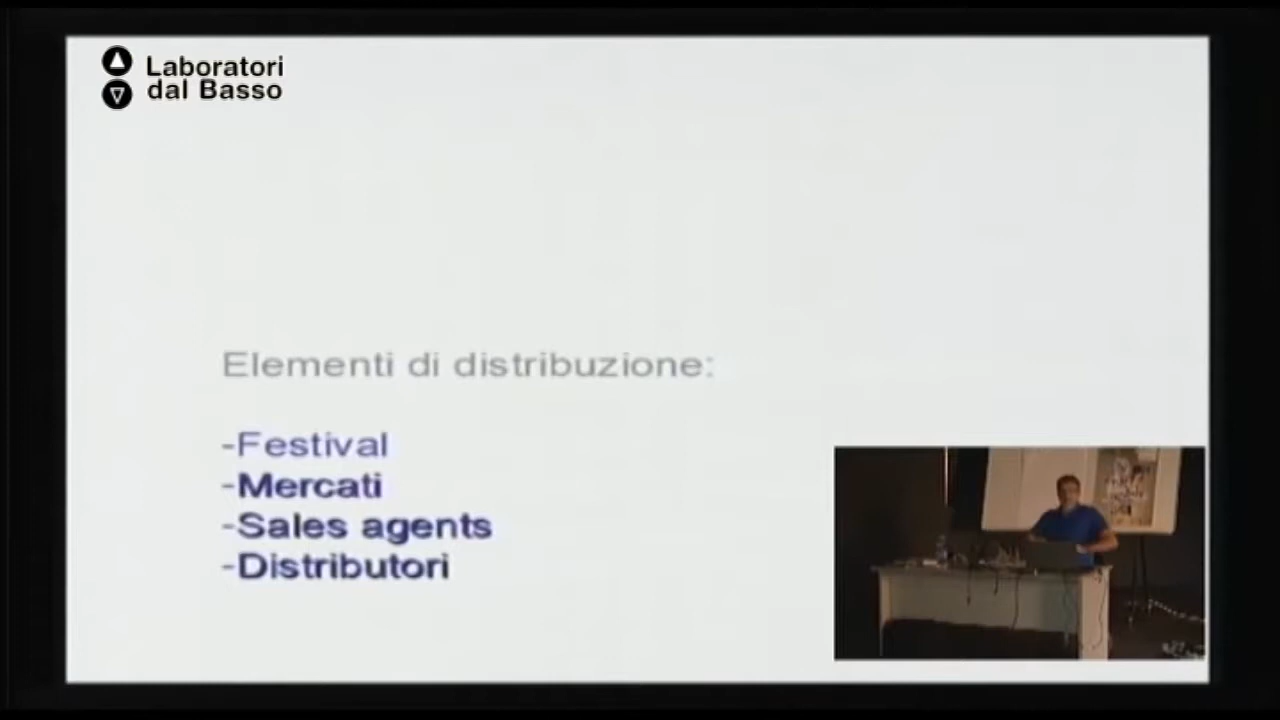 Laboratori
dal Basso
Elementi di distribuzione:
-Festival
-Mercati
-Sales agents
-Distributori